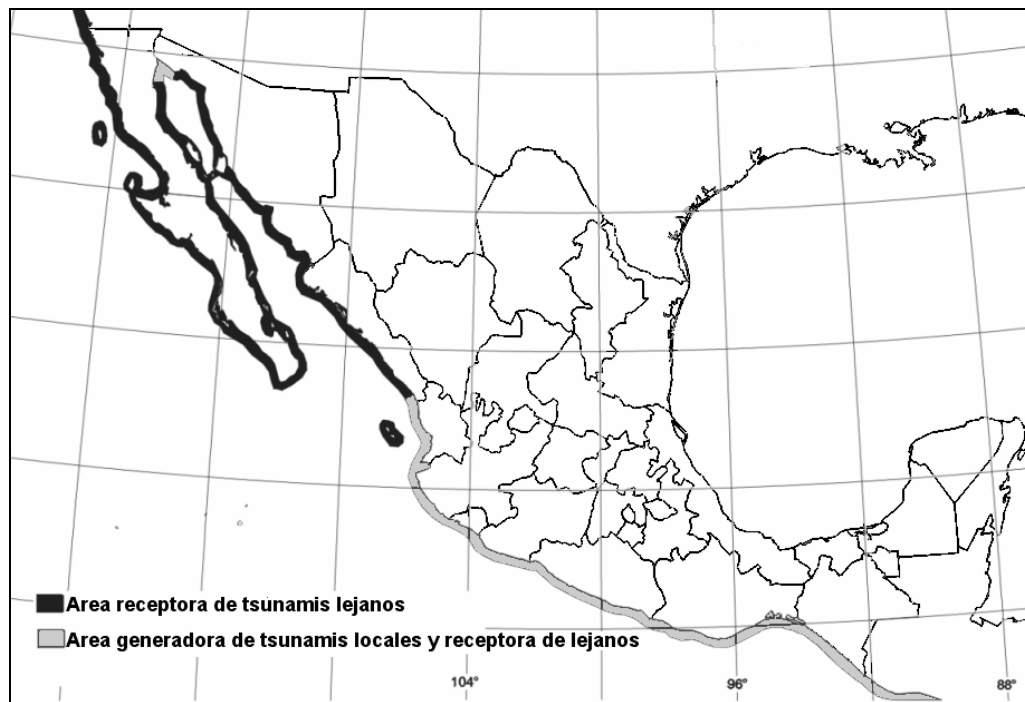 Area receptora de tsunamis lejanos
Area generadora de tsunamis locales y receptora de lejanos
104° 96° 88°